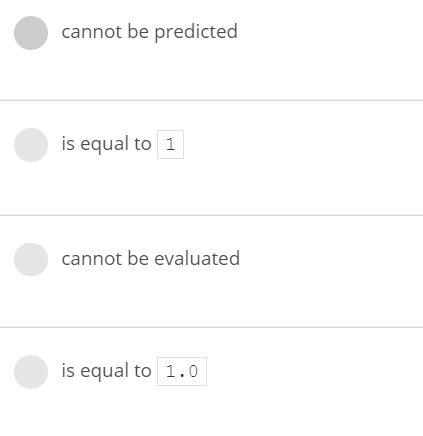 cannot be predicted
is equal to 1
cannot be evaluated
is equal to 1.0